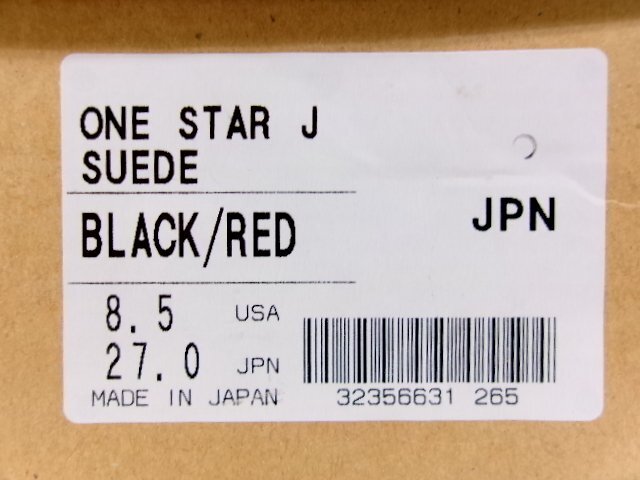 ONE STAR J
SUEDE
BLACK/RED
JPN
8.5 USA
27.0 JPN
MADE IN JAPAN
32356631 265